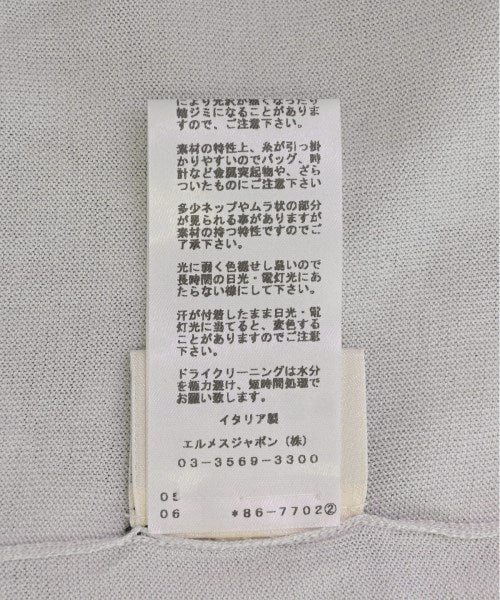 により光沢が強くなったり
輪ジミになることがありま
すので、ご注意下さい。
素材の特性上、糸が引っ掛
かりやすいのでバッグ、時
計など金属突起物や、ざら
ついたものにご注意下さい
多少ネップやムラ状の部分
が見られる事がありますが
素材の持つ特性ですのでご
了承下さい。
光に弱く色褪せし易いので
長時間の日光・電灯光にあ
たらない様にして下さい。
汗が付着したまま日光・電
灯光に当てると、変色する
ことがありますのでご注意
ドライクリーニングは水分
を極力避け、短時間処理で
お願い致します。
イタリア製
エルメスジャポン(株)
03-3569-3300
05
06 *86-7702②